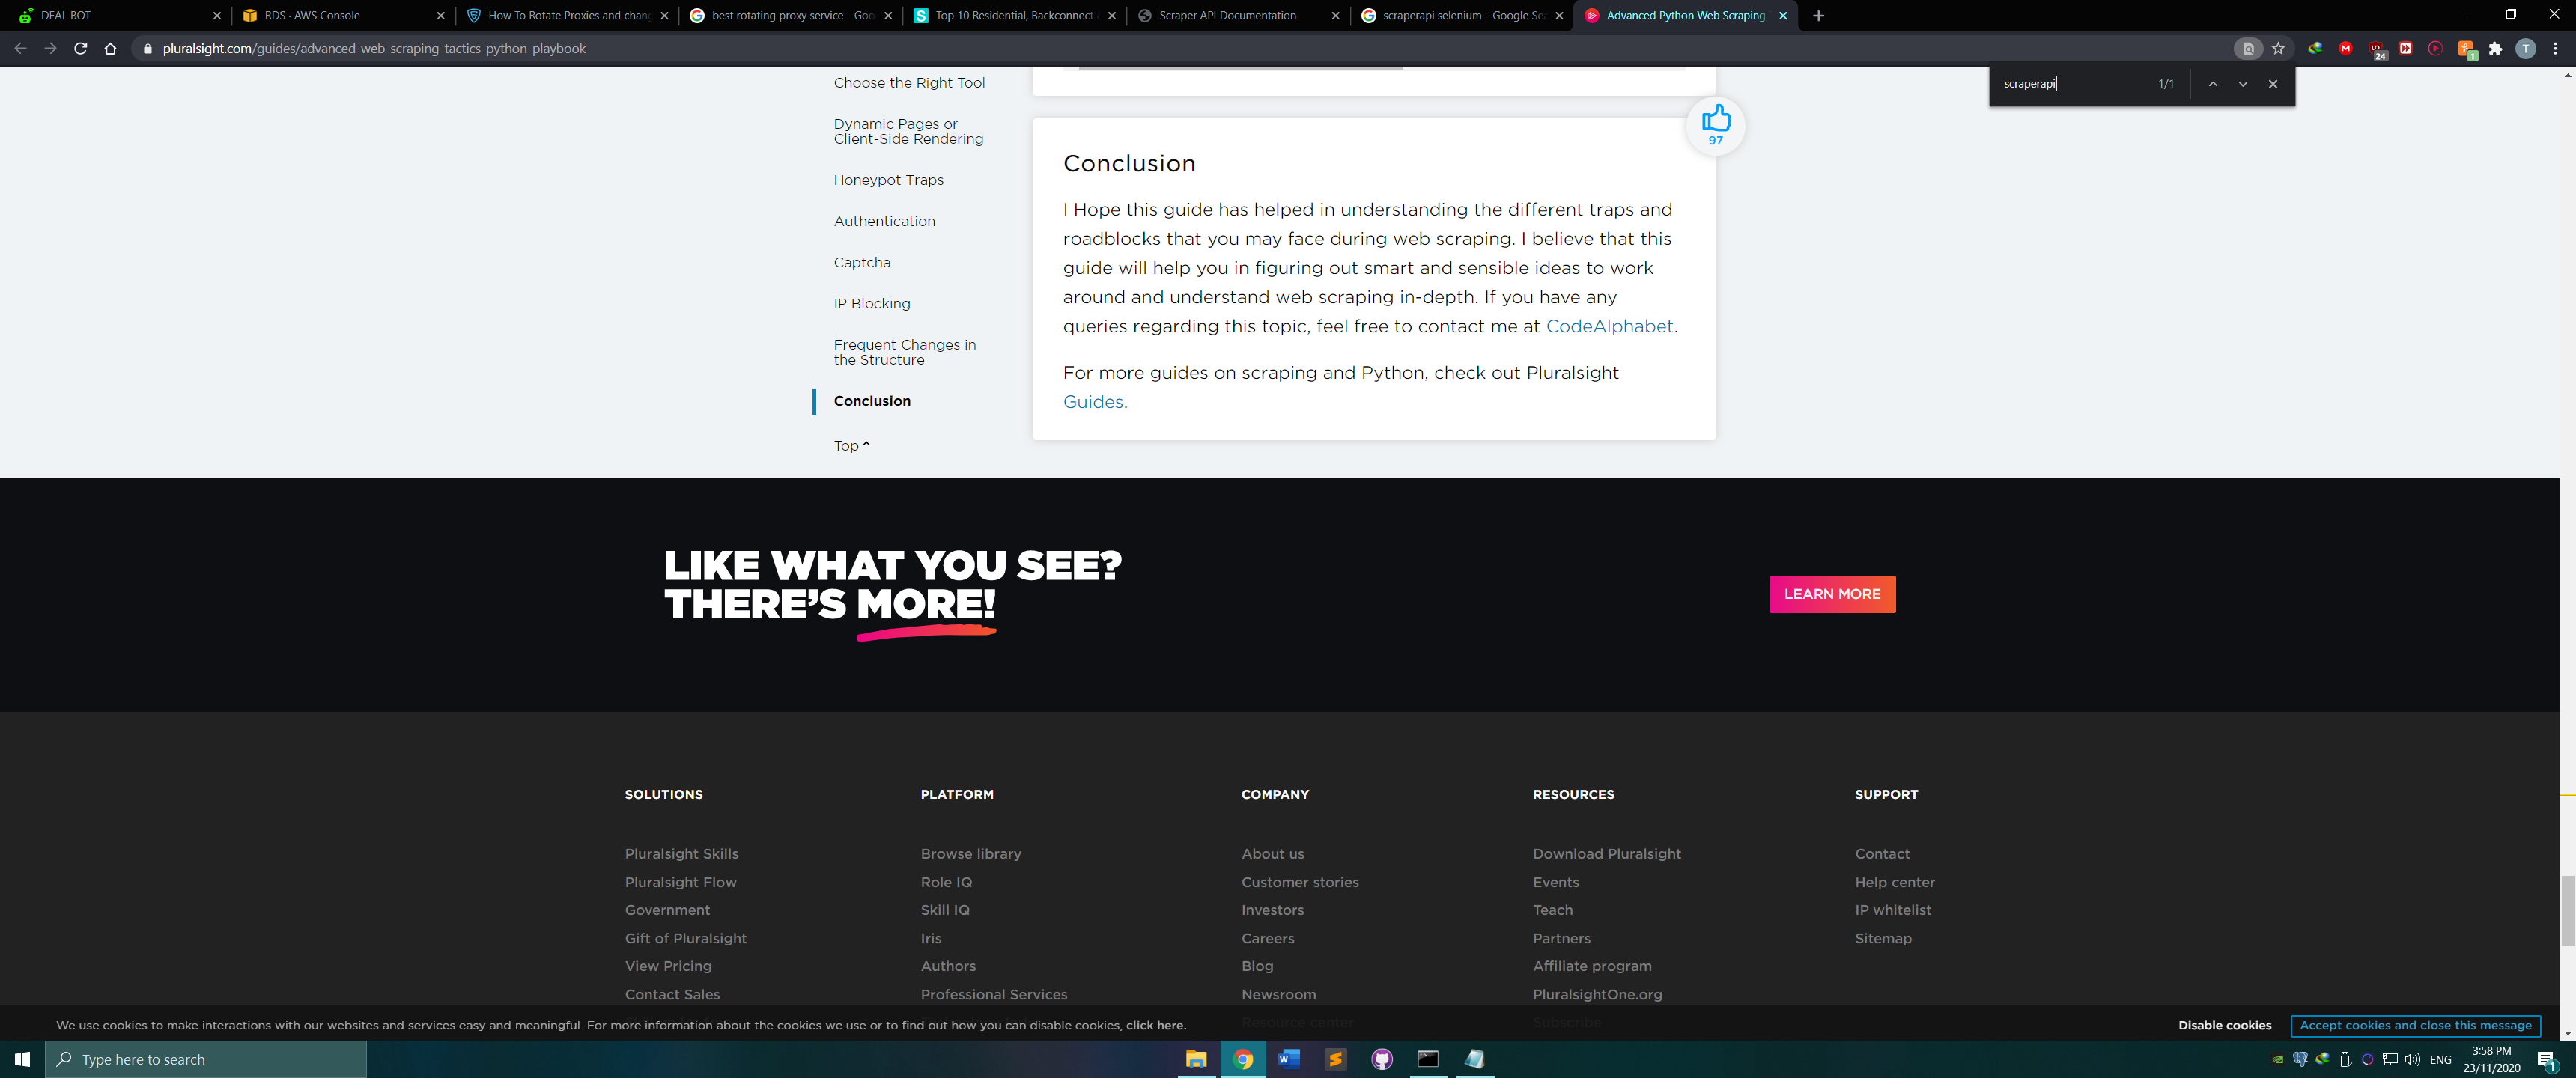 DEAL BOT
RDS · AWS Console
How To Rotate Proxies and chang
best rotating proxy service - Goo
Top 10 Residential, Backconnect
Scraper API Documentation
scraperapi selenium - Google Sea
Advanced Python Web Scraping
pluralsight.com/guides/advanced-web-scraping-tactics-python-playbook
24
1
T
scraperapi
1/1
Choose the Right Tool
Dynamic Pages or
Client-Side Rendering
Honeypot Traps
Authentication
Captcha
IP Blocking
Frequent Changes in
the Structure
Conclusion
Top ^
97
Conclusion
I Hope this guide has helped in understanding the different traps and
roadblocks that you may face during web scraping. I believe that this
guide will help you in figuring out smart and sensible ideas to work
around and understand web scraping in-depth. If you have any
queries regarding this topic, feel free to contact me at CodeAlphabet.
For more guides on scraping and Python, check out Pluralsight
Guides.
LIKE WHAT YOU SEE?
THERE'S MORE!
LEARN MORE
SOLUTIONS
Pluralsight Skills
Pluralsight Flow
Government
Gift of Pluralsight
View Pricing
Contact Sales
PLATFORM
Browse library
Role IQ
Skill IQ
Iris
Authors
Professional Services
COMPANY
About us
Customer stories
Investors
Careers
Blog
Newsroom
Resource center
RESOURCES
Download Pluralsight
Events
Teach
Partners
Affiliate program
PluralsightOne.org
Subscribe
SUPPORT
Contact
Help center
IP whitelist
Sitemap
We use cookies to make interactions with our websites and services easy and meaningful. For more information about the cookies we use or to find out how you can disable cookies, click here.
Disable cookies
Accept cookies and close this message
Type here to search
ENG
3:58 PM
23/11/2020
1